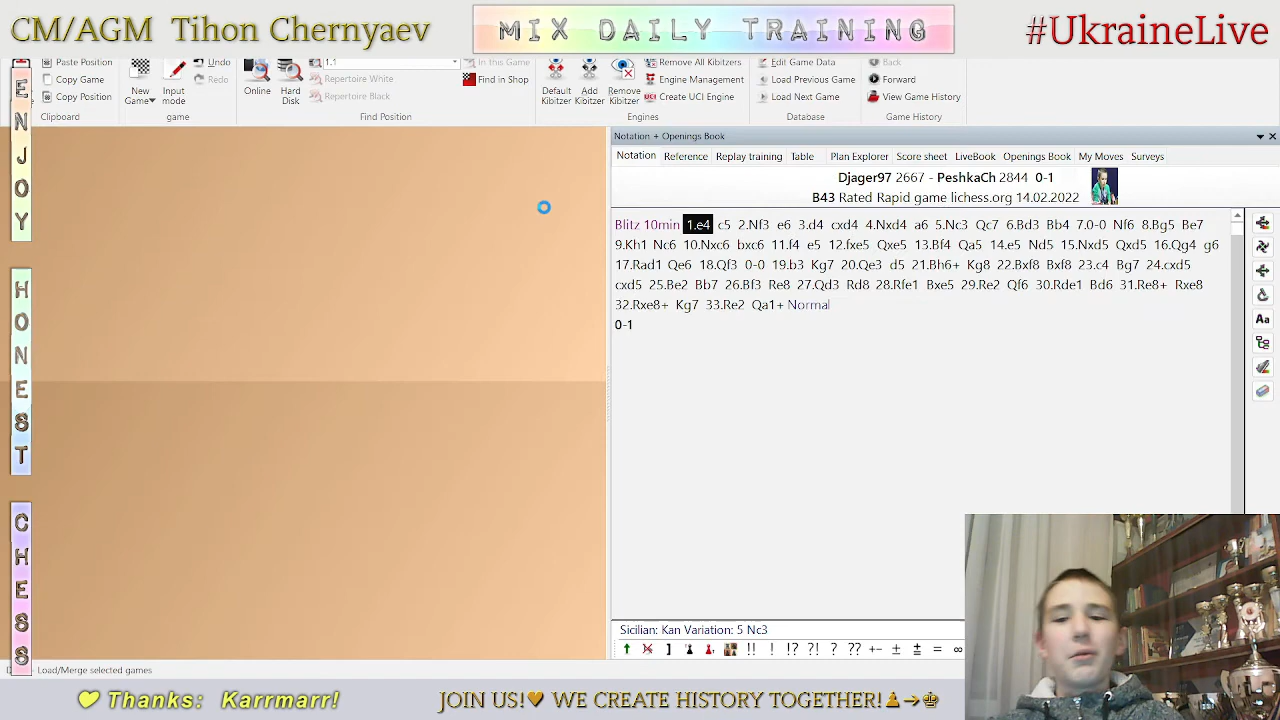 CM/AGM Tihon Chernyaev
MIX DAILY TRAINING
#UkraineLive
Paste Position
Copy Game
Copy Position
Clipboard
New
Game
Input
mode
Undo
Redo
game
Online
Hard
Disk
1.1
Repertoire White
Repertoire Black
In this Game
Find in Shop
Find Position
Default
Kibitzer
Add
Kibitzer
Remove
Kibitzer
Remove All Kibitzers
Engine Management
Create UCI Engine
Engines
Edit Game Data
Load Previous Game
Load Next Game
Database
Back
Forward
View Game History
Game History
ENJOY
HONEST
CHESS
Notation + Openings Book
Notation Reference Replay training Table Plan Explorer Score sheet LiveBook Openings Book My Moves Surveys
Djager97 2667 - PeshkaCh 2844 0-1
B43 Rated Rapid game lichess.org 14.02.2022
Blitz 10min 1.e4 c5 2.Nf3 e6 3.d4 cxd4 4.Nxd4 a6 5.Nc3 Qc7 6.Bd3 Bb4 7.0-0 Nf6 8.Bg5 Be7
9.Kh1 Nc6 10.Nxc6 bxc6 11.f4 e5 12.fxe5 Qxe5 13.Bf4 Qa5 14.e5 Nd5 15.Nxd5 Qxd5 16.Qg4 g6
17.Rad1 Qe6 18.Qf3 0-0 19.b3 Kg7 20.Qe3 d5 21.Bh6+ Kg8 22.Bxf8 Bxf8 23.c4 Bg7 24.cxd5
cxd5 25.Be2 Bb7 26.Bf3 Re8 27.Qd3 Rd8 28.Rfe1 Bxe5 29.Re2 Qf6 30.Rde1 Bd6 31.Re8+ Rxe8
32.Rxe8+ Kg7 33.Re2 Qa1+ Normal
0-1
Aa
Sicilian: Kan Variation: 5 Nc3
] !! ! !? ?! ? ?? +- ± ± = ∞
Load/Merge selected games
Thanks: Karrmarr!
JOIN US!🧡 WE CREATE HISTORY TOGETHER!♟→♚